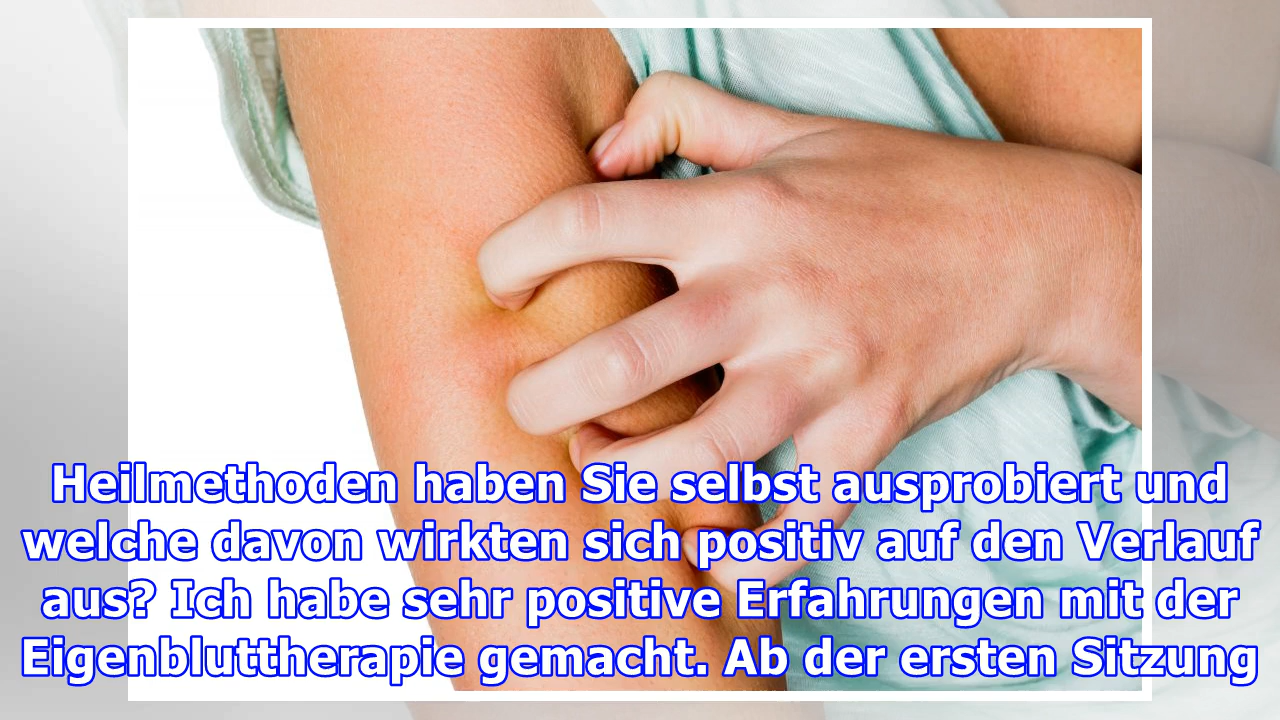 Heilmethoden haben Sie selbst ausprobiert und
welche davon wirkten sich positiv auf den Verlauf
aus? Ich habe sehr positive Erfahrungen mit der
Eigenbluttherapie gemacht. Ab der ersten Sitzung